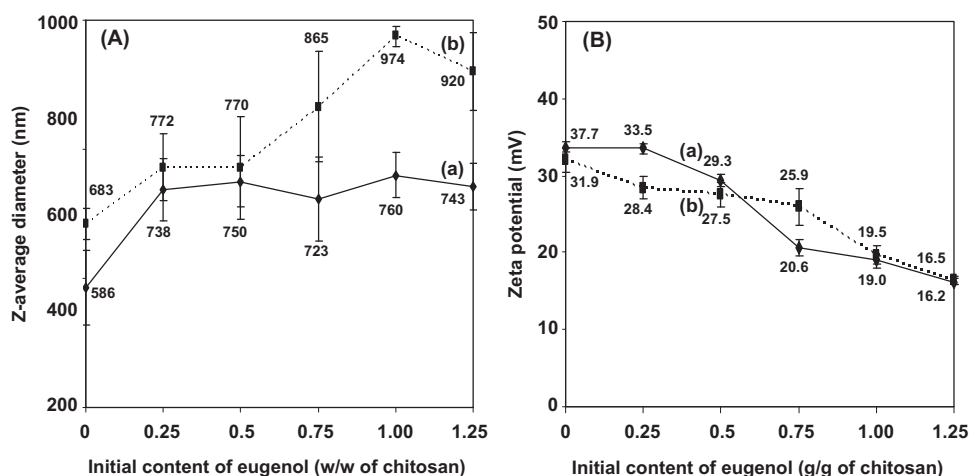 (A)
1000
800
600
400
200
Z-average diameter (nm)
(b)
865
974
920
772
770
683
(a)
738
750
723
760
743
586
0 0.25 0.50 0.75 1.00 1.25
Initial content of eugenol (w/w of chitosan)
(B)
50
40
30
20
10
0
Zeta potential (mV)
37.7
33.5
(a)
29.3
25.9
31.9
28.4
(b)
27.5
19.5
16.5
20.6
19.0
16.2
0 0.25 0.50 0.75 1.00 1.25
Initial content of eugenol (g/g of chitosan)